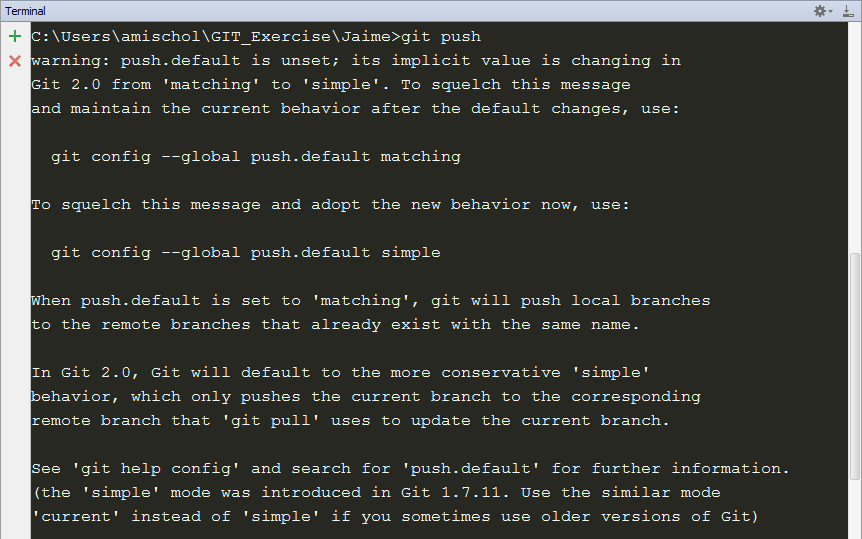 Terminal
C:\Users\amischol\GIT_Exercise\Jaime>git push
warning: push.default is unset; its implicit value is changing in
Git 2.0 from 'matching' to 'simple'. To squelch this message
and maintain the current behavior after the default changes, use:
git config --global push.default matching
To squelch this message and adopt the new behavior now, use:
git config --global push.default simple
When push.default is set to 'matching', git will push local branches
to the remote branches that already exist with the same name.
In Git 2.0, Git will default to the more conservative 'simple'
behavior, which only pushes the current branch to the corresponding
remote branch that 'git pull' uses to update the current branch.
See 'git help config' and search for 'push.default' for further information.
(the 'simple' mode was introduced in Git 1.7.11. Use the similar mode
'current' instead of 'simple' if you sometimes use older versions of Git)